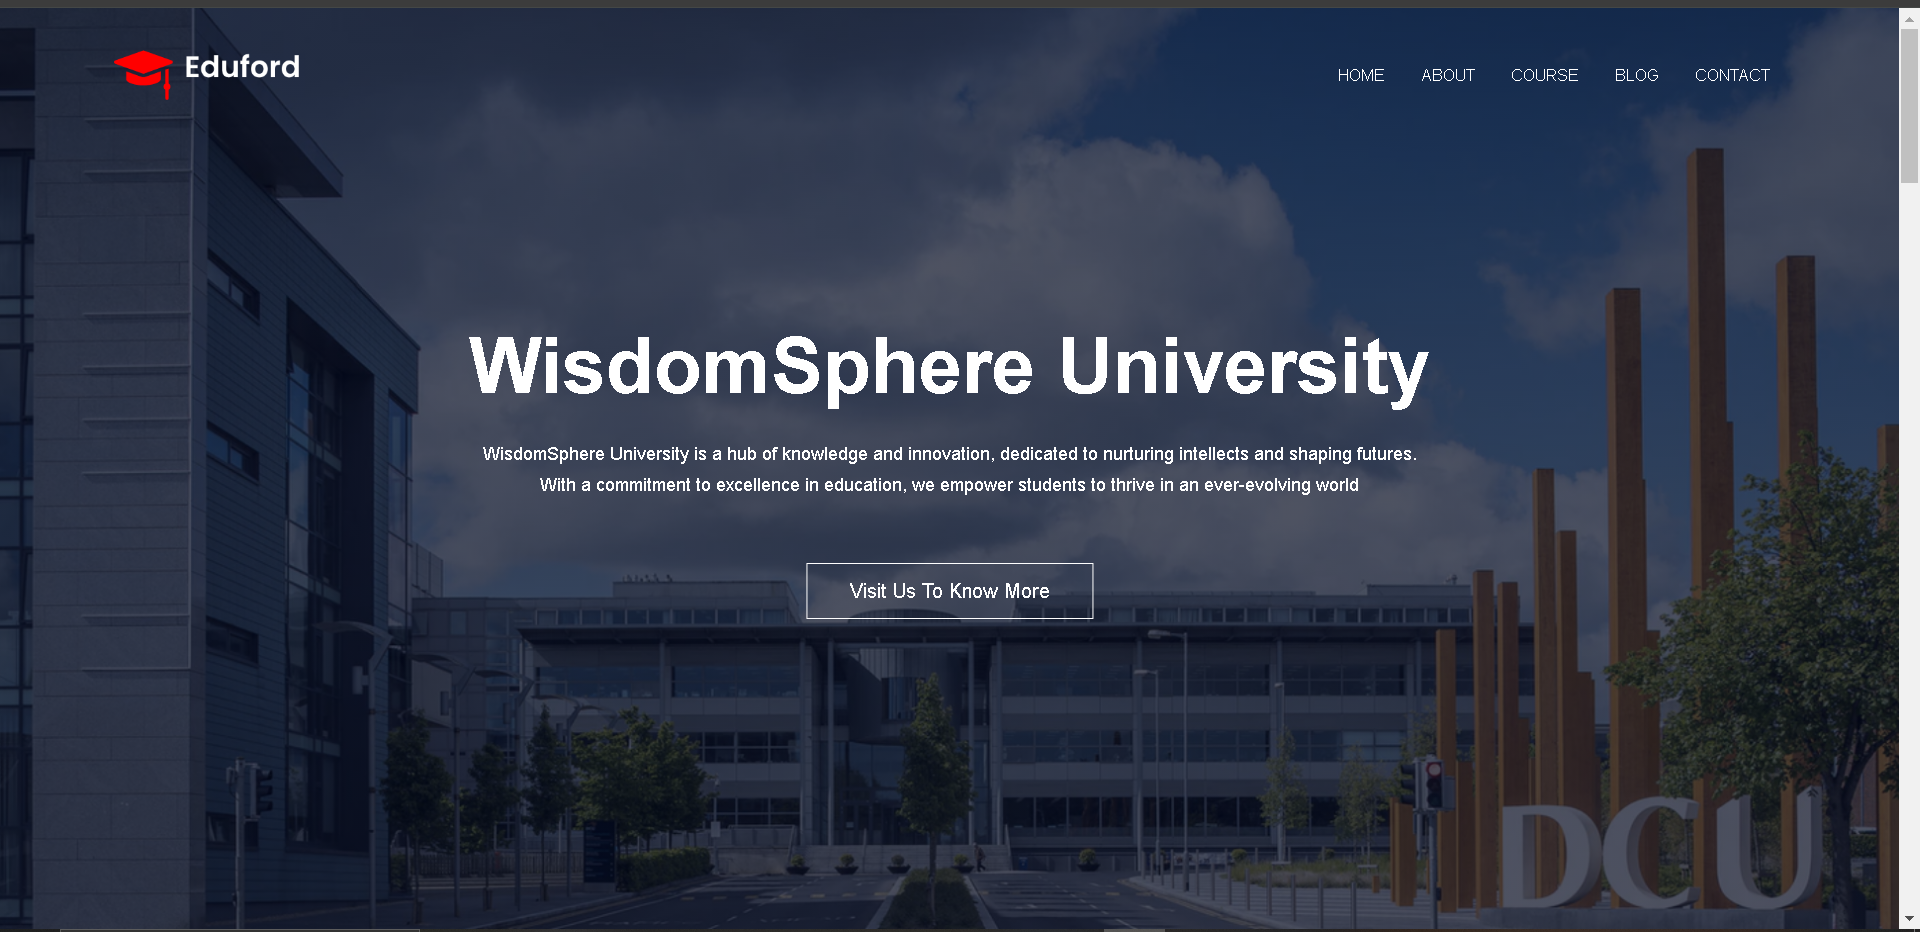 Eduford
HOME ABOUT COURSE BLOG CONTACT
WisdomSphere University
WisdomSphere University is a hub of knowledge and innovation, dedicated to nurturing intellects and shaping futures.
With a commitment to excellence in education, we empower students to thrive in an ever-evolving world
Visit Us To Know More
DCU